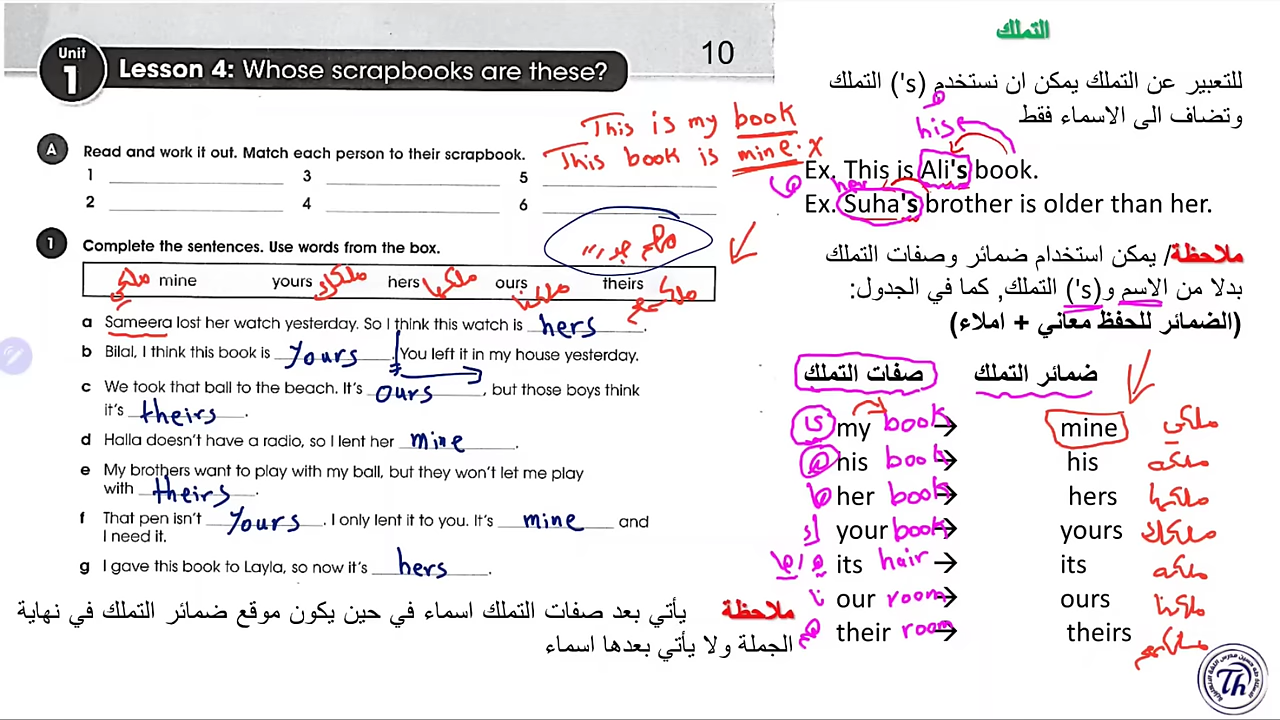 Unit 1
Lesson 4: Whose scrapbooks are these?
10
This is my book
This book is mine. x
A Read and work it out. Match each person to their scrapbook.
1 3 5
2 4 6
1 Complete the sentences. Use words from the box.
mine ملكي yours ملكك hers ملكها ours ملكنا theirs ملكهم
a Sameera lost her watch yesterday. So I think this watch is hers.
b Bilal, I think this book is yours. You left it in my house yesterday.
c We took that ball to the beach. It's ours, but those boys think
it's theirs.
d Halla doesn't have a radio, so I lent her mine.
e My brothers want to play with my ball, but they won't let me play
with theirs.
f That pen isn't yours. I only lent it to you. It's mine and
I need it.
g I gave this book to Layla, so now it's hers.
ملاحظة يأتي بعد صفات التملك اسماء في حين يكون موقع ضمائر التملك في نهاية
الجملة ولا يأتي بعدها اسماء
التملك
للتعبير عن التملك يمكن ان نستخدم (s') التملك
وتضاف الى الاسماء فقط
his
Ex. This is Ali's book.
her
Ex. Suha's brother is older than her.
ملاحظة/ يمكن استخدام ضمائر وصفات التملك
بدلا من الاسم و(s') التملك, كما في الجدول:
(الضمائر للحفظ معاني + املاء)
صفات التملك ضمائر التملك
ي my book → mine ملكي
ه his book → his ملكه
ها her book → hers ملكها
ك your book → yours ملكك
ه its hair → its ملكه
نا our room → ours ملكنا
هم their room → theirs ملكهم
Th